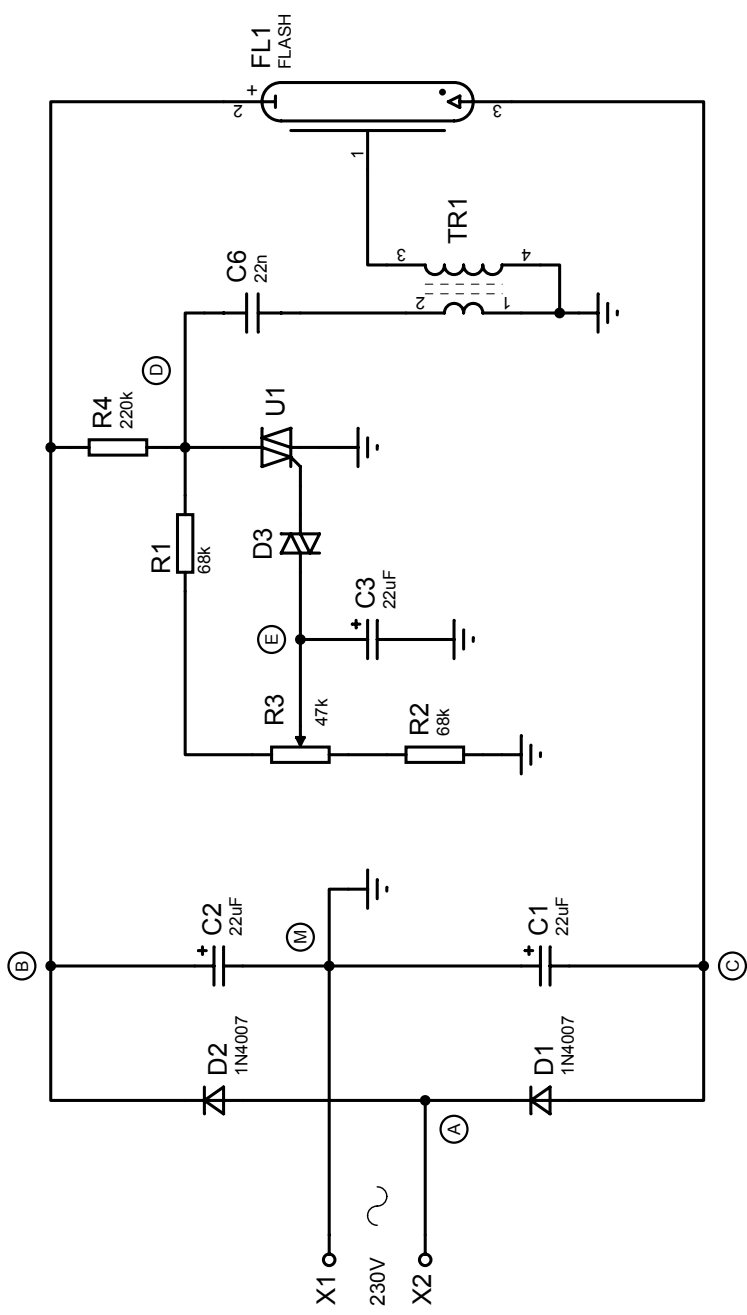 FL1
FLASH
+
2
3
1
TR1
3
4
2
1
C6
22n
D
R4
220k
U1
R1
68k
D3
E
+
C3
22uF
R3
47k
R2
68k
B
+
C2
22uF
M
+
C1
22uF
C
D2
1N4007
D1
1N4007
A
X1
230V
X2